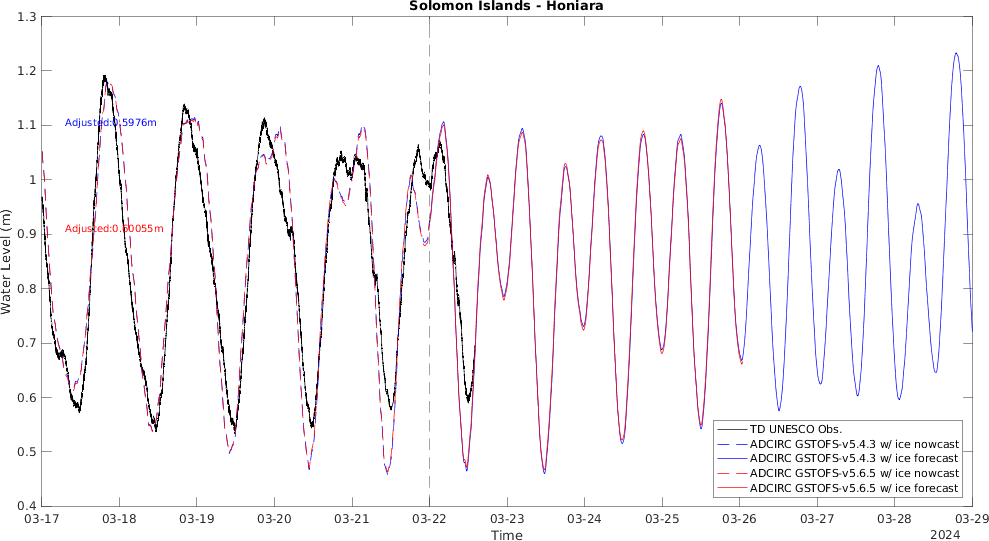 Solomon Islands - Honiara
1.3
1.2
1.1
1
0.9
0.8
0.7
0.6
0.5
0.4
Water Level (m)
Adjusted:0.5976m
Adjusted:0.60055m
TD UNESCO Obs.
ADCIRC GSTOFS-v5.4.3 w/ ice nowcast
ADCIRC GSTOFS-v5.4.3 w/ ice forecast
ADCIRC GSTOFS-v5.6.5 w/ ice nowcast
ADCIRC GSTOFS-v5.6.5 w/ ice forecast
03-17 03-18 03-19 03-20 03-21 03-22 03-23 03-24 03-25 03-26 03-27 03-28 03-29
Time
2024